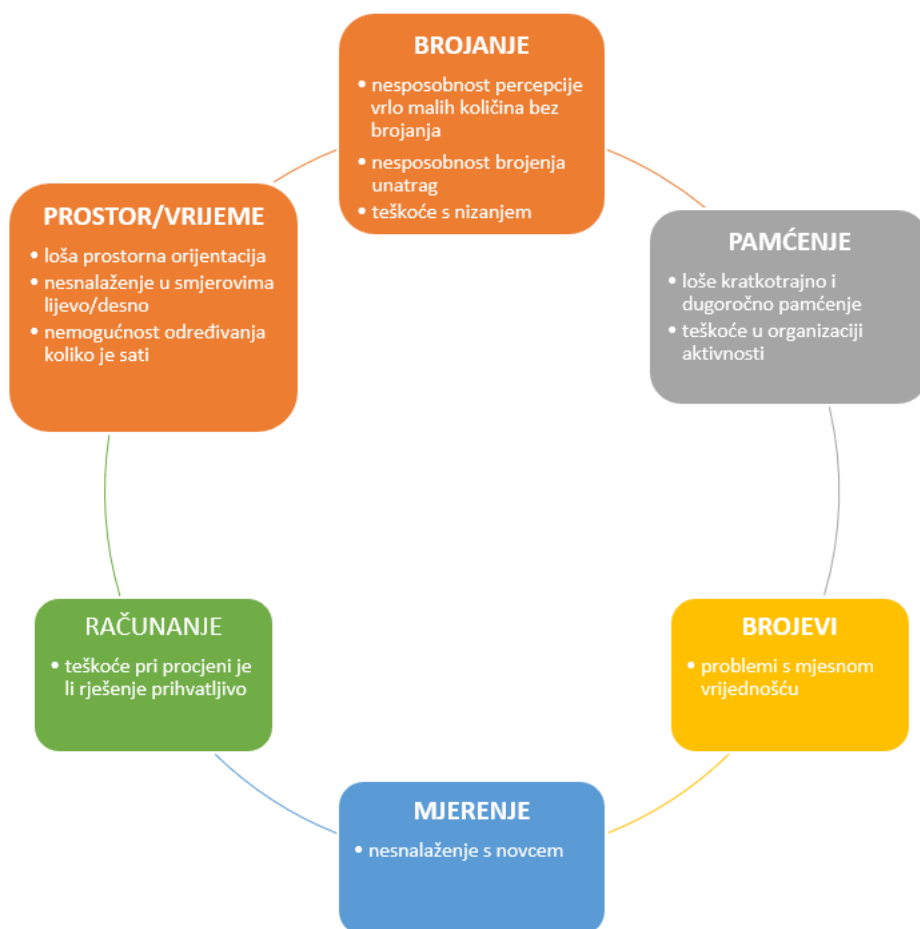 BROJANJE
• nesposobnost percepcije
vrlo malih količina bez
brojanja
• nesposobnost brojenja
unatrag
• teškoće s nizanjem
PAMĆENJE
• loše kratkotrajno i
dugoročno pamćenje
• teškoće u organizaciji
aktivnosti
BROJEVI
• problemi s mjesnom
vrijednošću
MJERENJE
• nesnalaženje s novcem
RAČUNANJE
• teškoće pri procjeni je
li rješenje prihvatljivo
PROSTOR/VRIJEME
• loša prostorna orijentacija
• nesnalaženje u smjerovima
lijevo/desno
• nemogućnost određivanja
koliko je sati